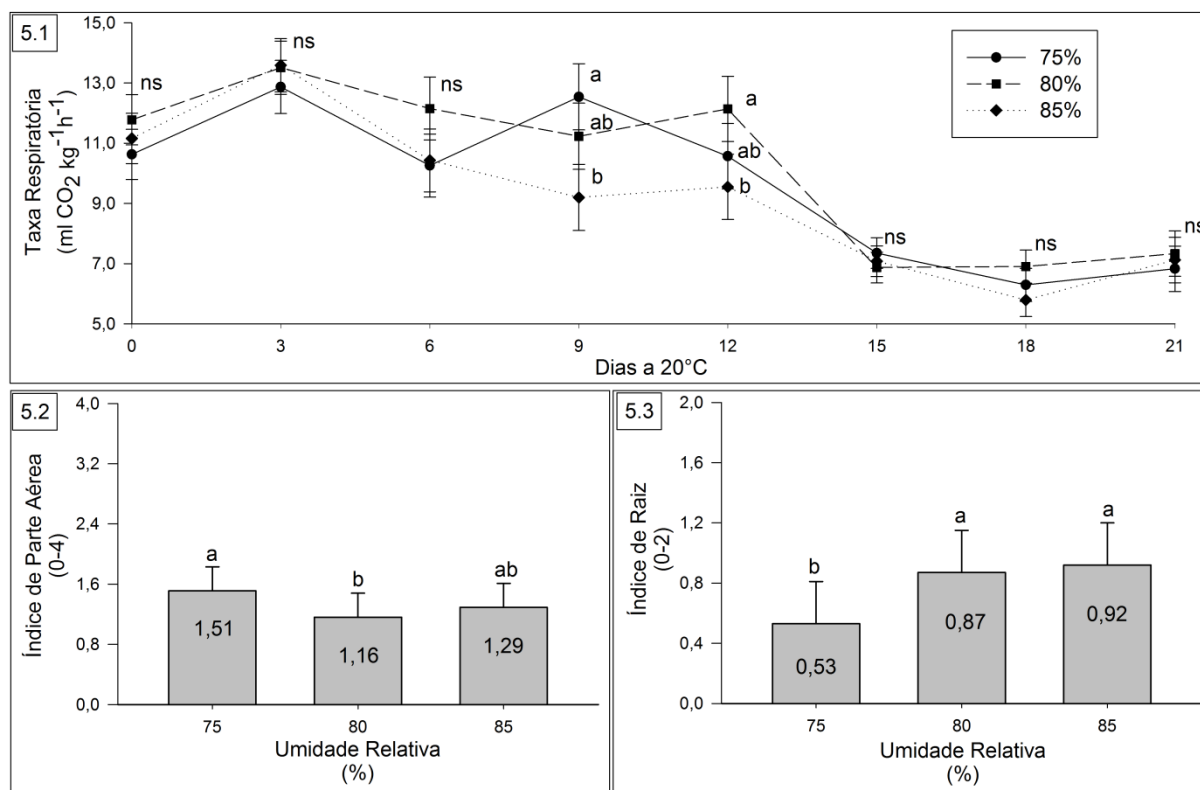 5.1
Taxa Respiratória
(ml CO₂ kg⁻¹h⁻¹)
15,0
13,0
11,0
9,0
7,0
5,0
ns
ns
ns
a
ab
b
a
ab
b
ns
ns
ns
75%
80%
85%
0 3 6 9 12 15 18 21
Dias a 20°C
5.2
Índice de Parte Aérea
(0-4)
4,0
3,2
2,4
1,6
0,8
0,0
a
b
ab
1,51
1,16
1,29
75 80 85
Umidade Relativa
(%)
5.3
Índice de Raiz
(0-2)
2,0
1,6
1,2
0,8
0,4
0,0
b
a
a
0,53
0,87
0,92
75 80 85
Umidade Relativa
(%)